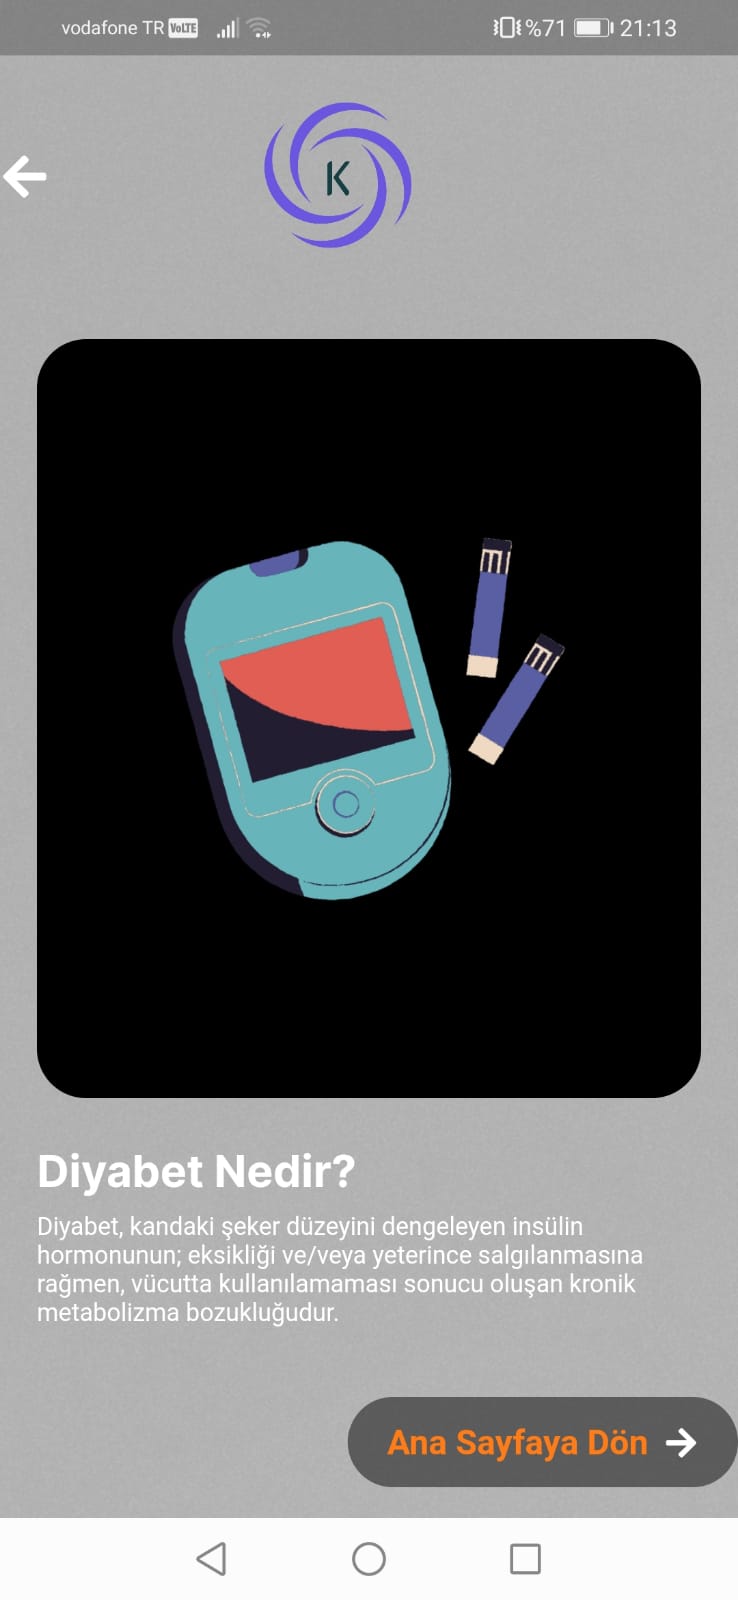 vodafone TR VoLTE %71 21:13
K
Diyabet Nedir?
Diyabet, kandaki şeker düzeyini dengeleyen insülin
hormonunun; eksikliği ve/veya yeterince salgılanmasına
rağmen, vücutta kullanılamaması sonucu oluşan kronik
metabolizma bozukluğudur.
Ana Sayfaya Dön